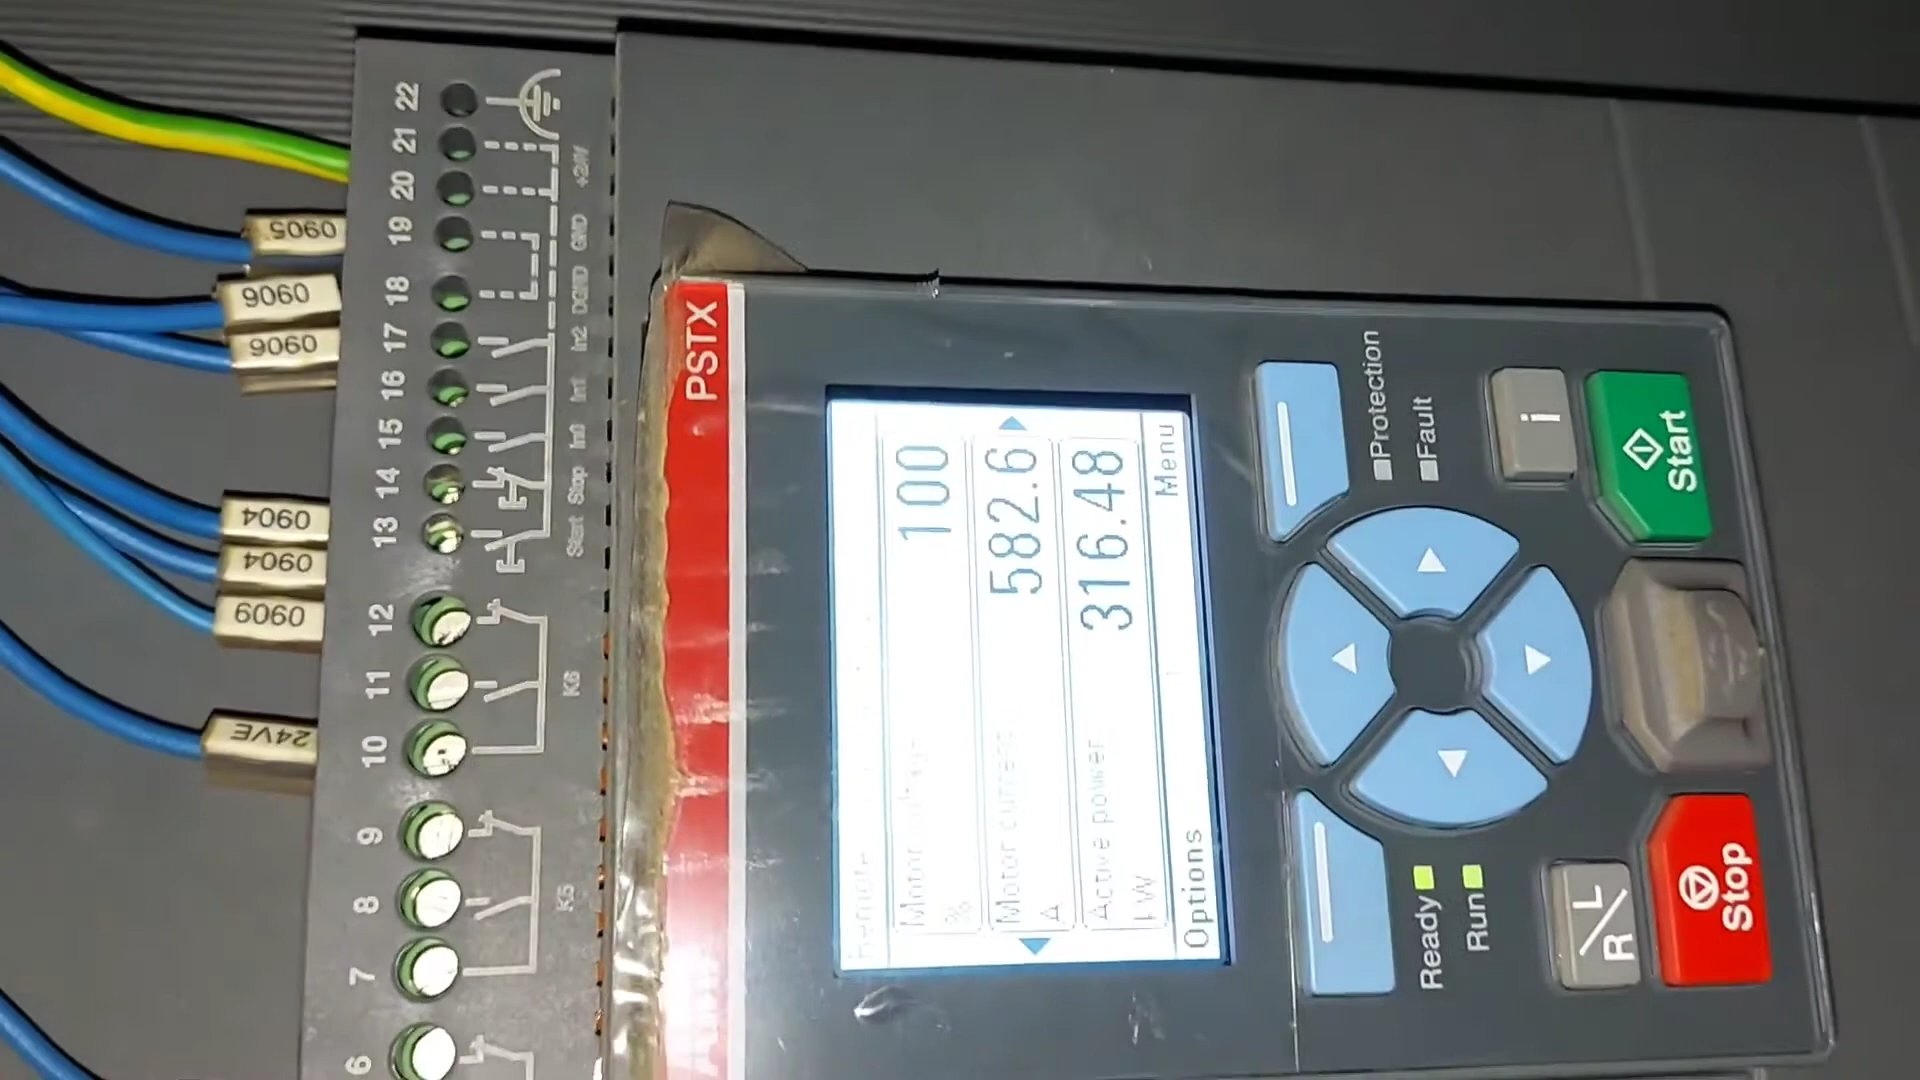 22
21
20
19
18
17
16
15
14
13
12
11
10
9
8
7
6
+24V
GND
DGND
In2
In1
In0
Stop
Start
K6
K5
0905
0906
0906
0904
0904
0909
24VE
PSTX
Remote
Motor voltage
% 100
Motor current
A 582.6
Active power
kW 316.48
Options Menu
Ready
Run
Protection
Fault
R/L
i
Stop
Start